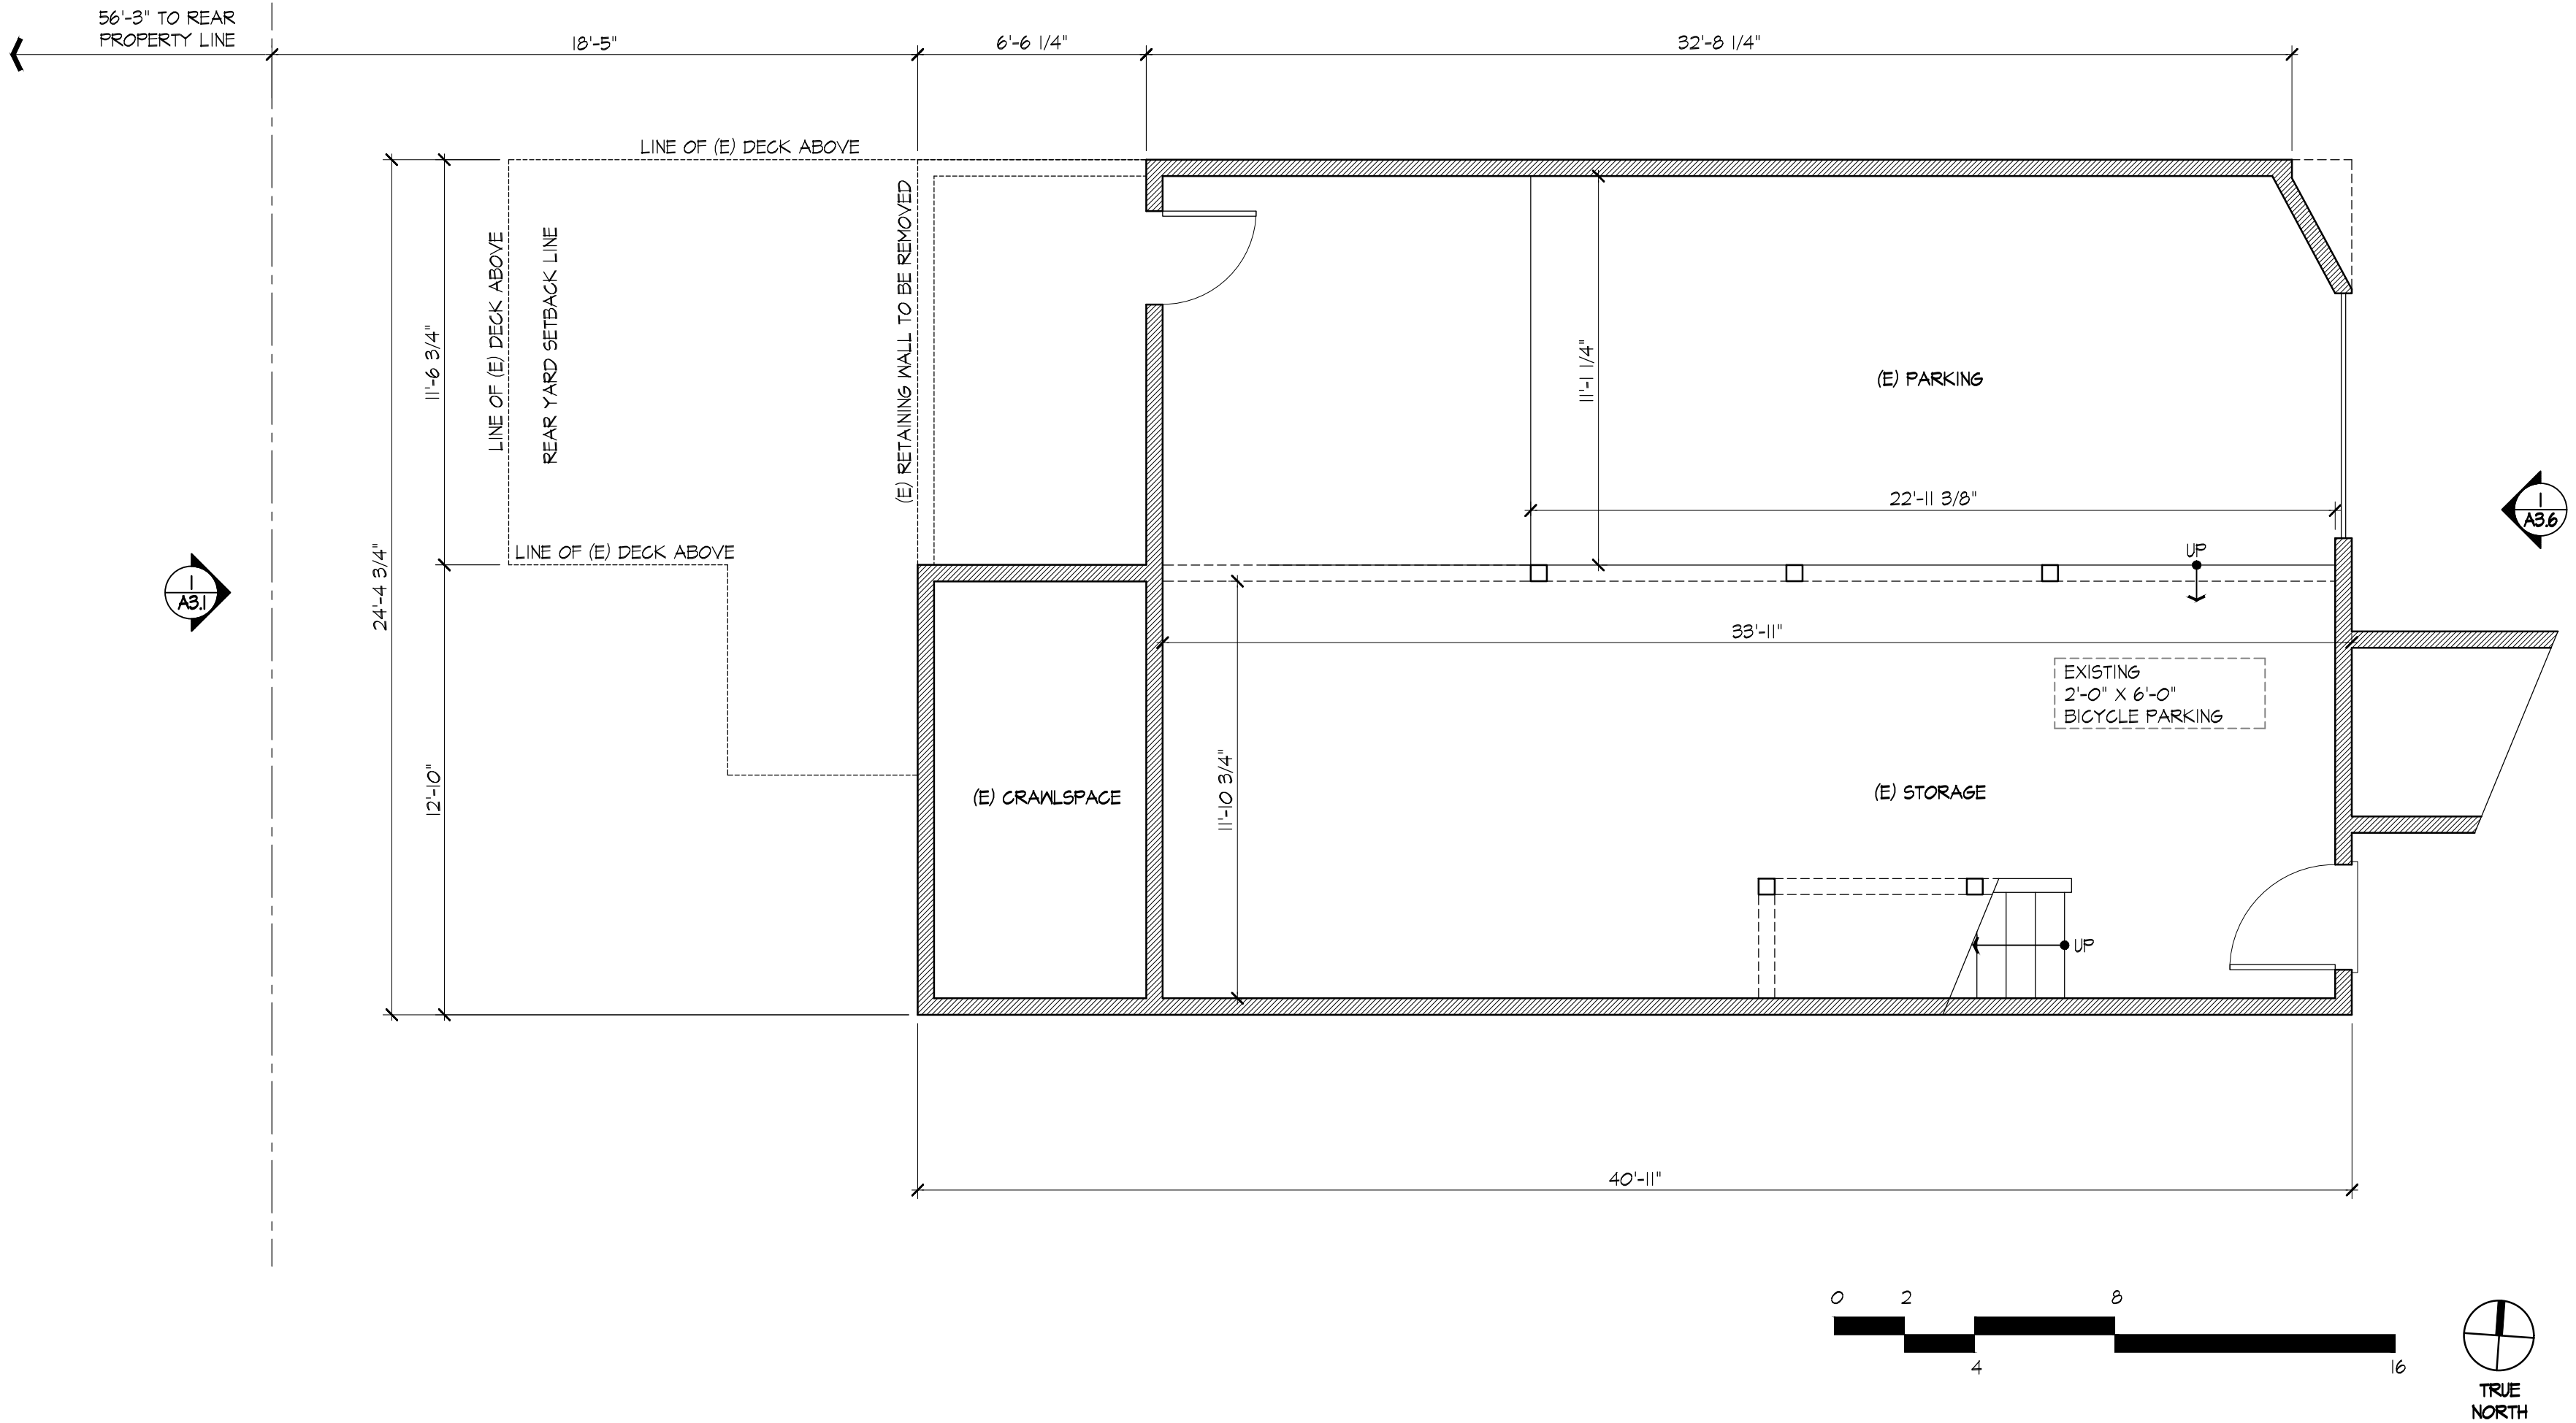 56'-3" TO REAR
PROPERTY LINE
18'-5"
6'-6 1/4"
32'-8 1/4"
LINE OF (E) DECK ABOVE
LINE OF (E) DECK ABOVE
REAR YARD SETBACK LINE
(E) RETAINING WALL TO BE REMOVED
11'-6 3/4"
11'-1 1/4"
(E) PARKING
22'-11 3/8"
1
A3.6
LINE OF (E) DECK ABOVE
UP
24'-4 3/4"
1
A3.1
33'-11"
EXISTING
2'-0" X 6'-0"
BICYCLE PARKING
12'-10"
(E) CRAWLSPACE
11'-10 3/4"
(E) STORAGE
UP
40'-11"
0 2 8
4 16
TRUE
NORTH